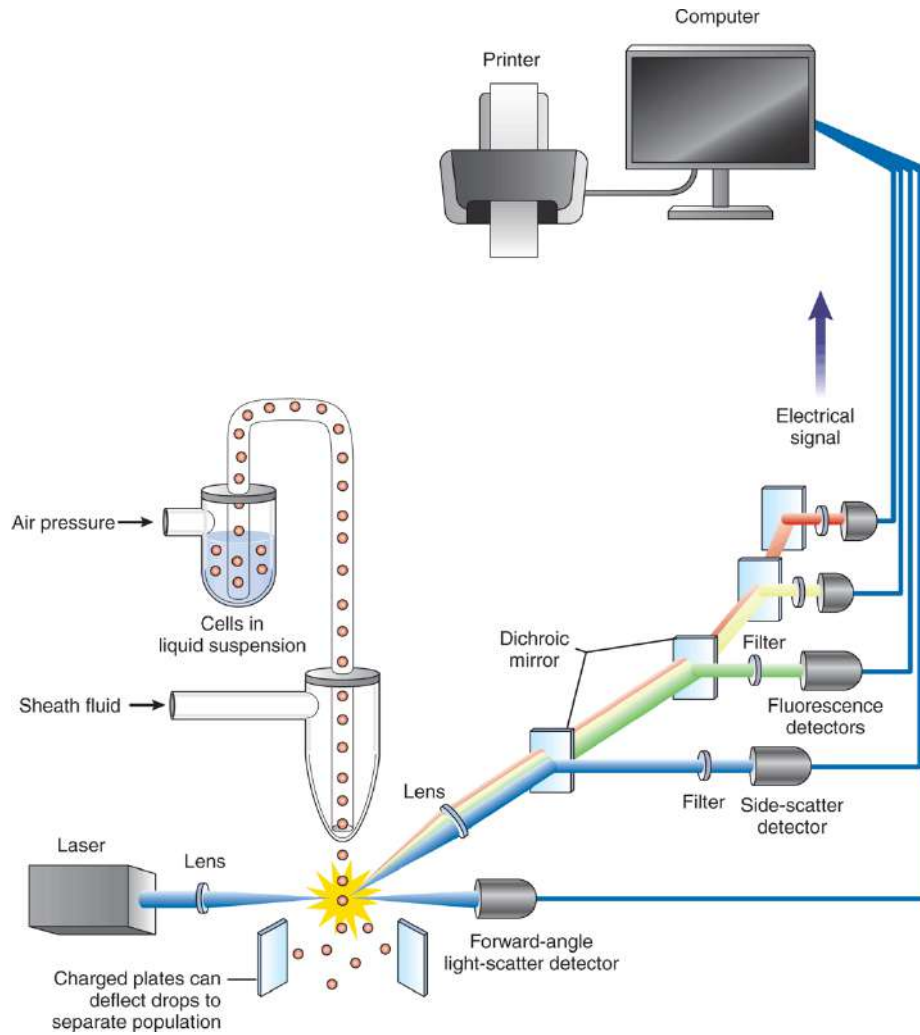 Computer
Printer
Electrical
signal
Air pressure
Cells in
liquid suspension
Dichroic
mirror
Filter
Sheath fluid
Fluorescence
detectors
Lens
Filter
Side-scatter
detector
Laser
Lens
Forward-angle
light-scatter detector
Charged plates can
deflect drops to
separate population